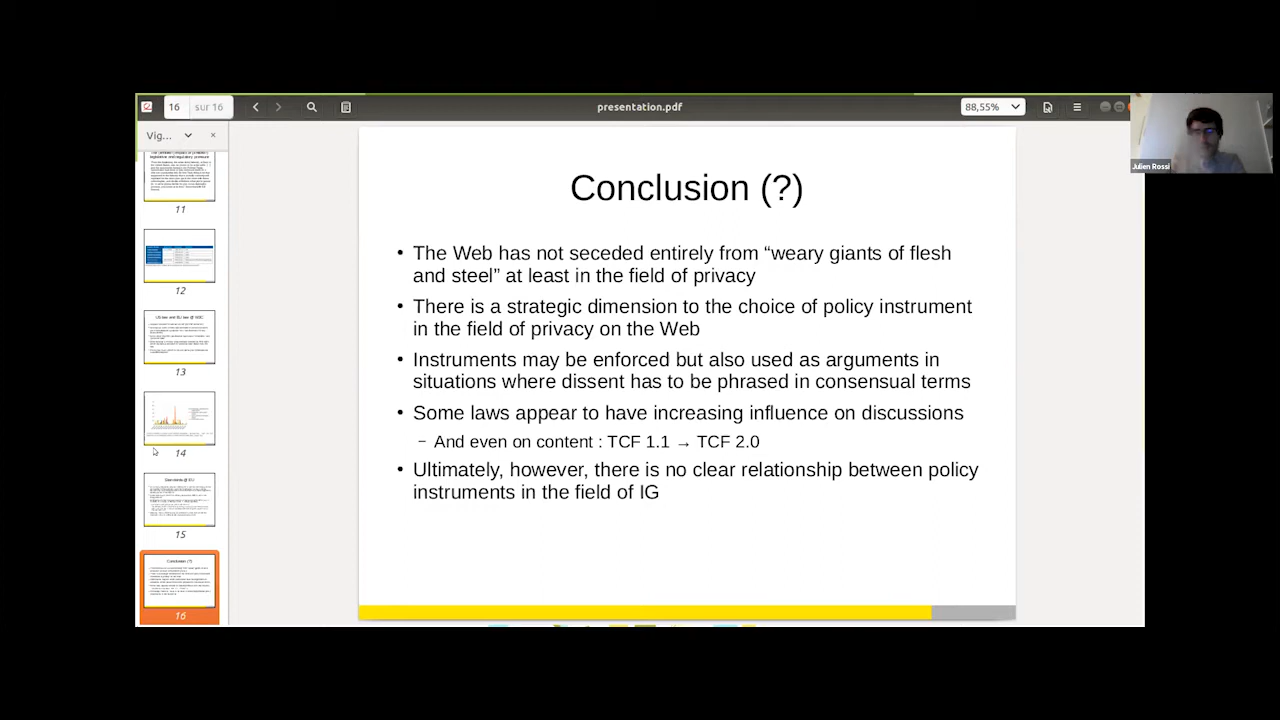 16 sur 16
presentation.pdf
88,55%
Julien Rossi
Vig...
11
12
13
14
15
16
Conclusion (?)
• The Web has not seceded entirely from “weary giants of flesh
and steel” at least in the field of privacy
• There is a strategic dimension to the choice of policy instrument
in the field of privacy on the Web
• Instruments may be enforced but also used as arguments in
situations where dissent has to be phrased in consensual terms
• Some laws appear to have increasing influence on discussions
– And even on content : TCF 1.1 → TCF 2.0
• Ultimately, however, there is no clear relationship between policy
instruments in the field of IG
Conclusion (?)